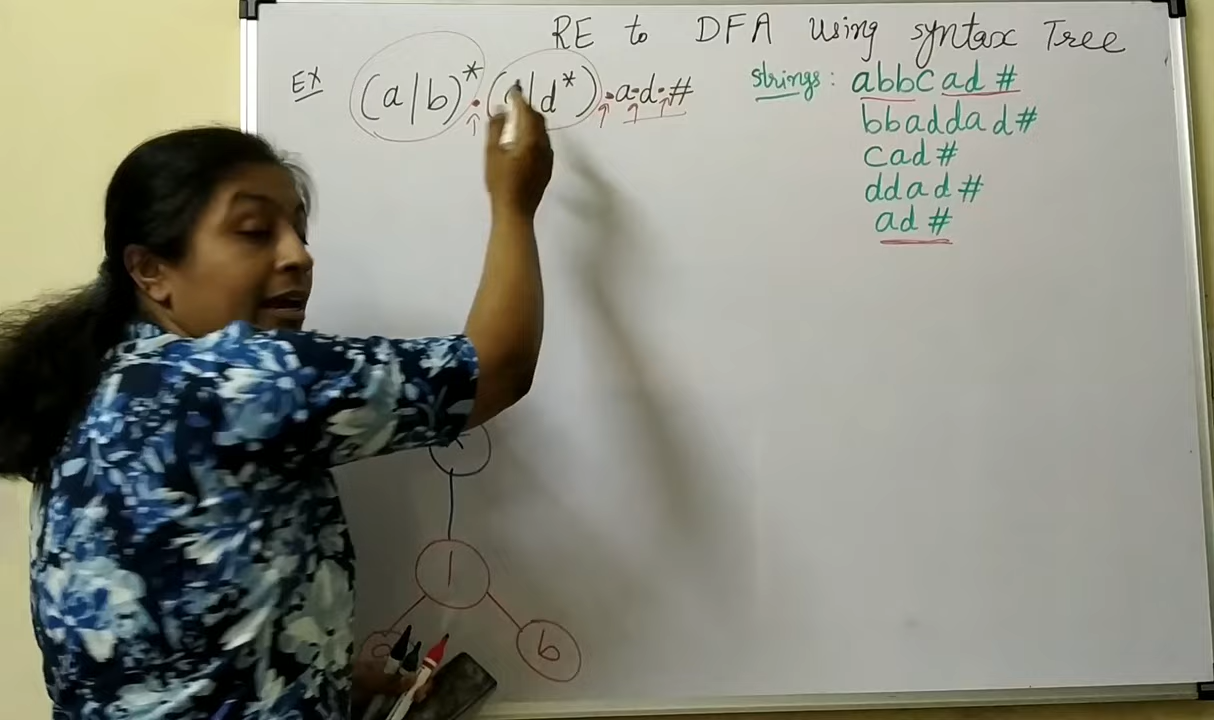 RE to DFA Using syntax Tree
Ex (a|b)*.( |d*).a.d.#
strings: abbcad#
bbaddad#
cad#
ddad#
ad#
|
b